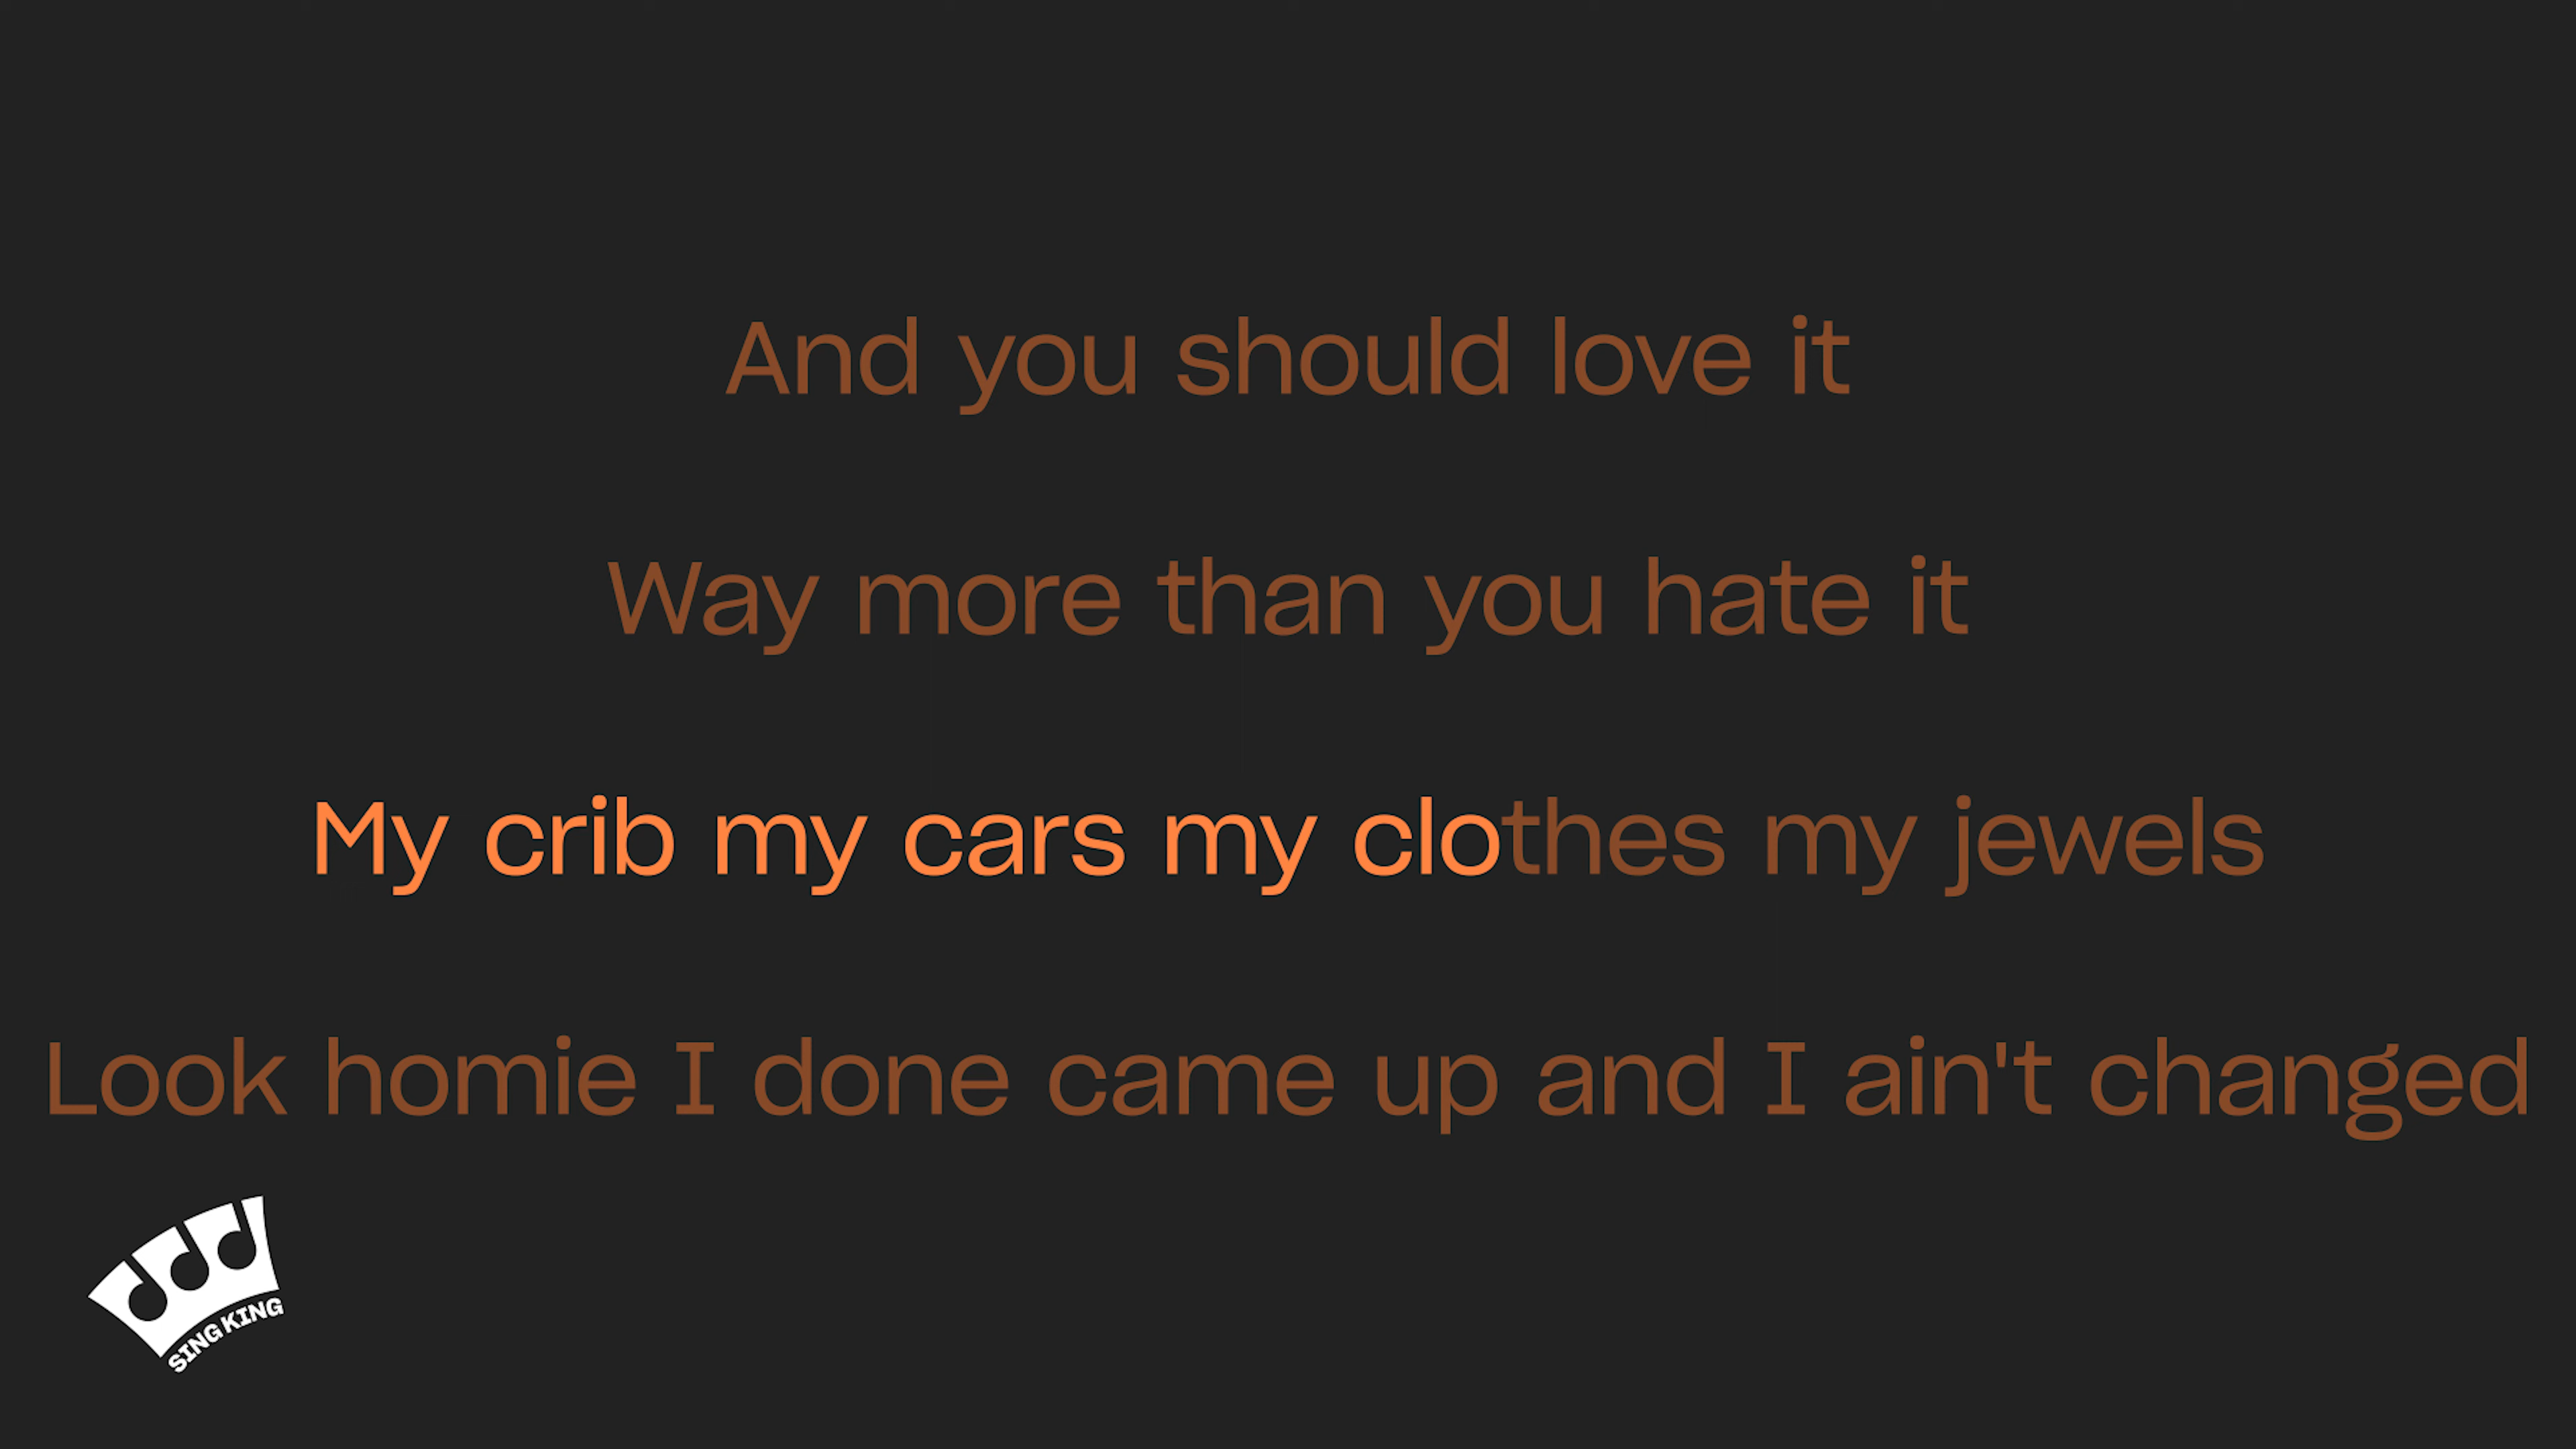 And you should love it
Way more than you hate it
My crib my cars my clothes my jewels
Look homie I done came up and I ain't changed
SING KING